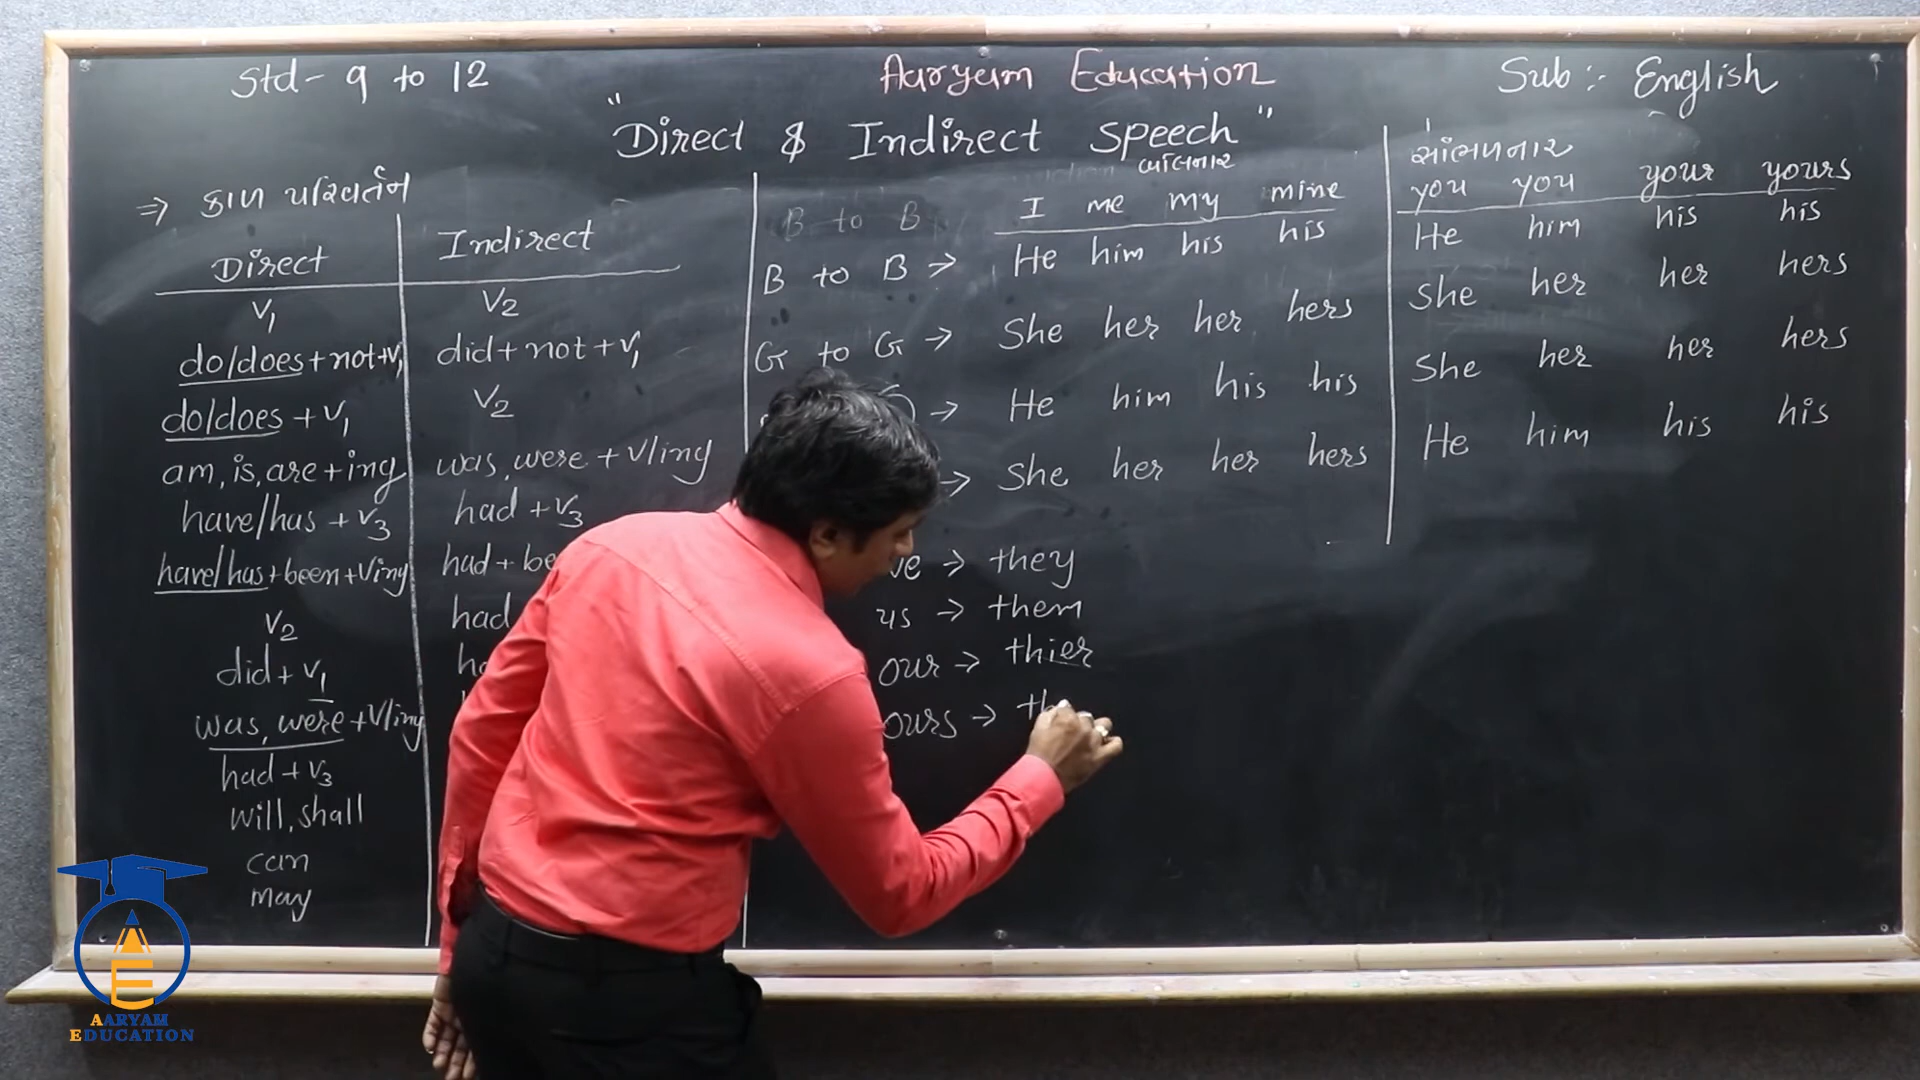 Std - 9 to 12
Aaryam Education
Sub :- English
"Direct & Indirect Speech"
⇒ કાળ પરિવર્તન
Direct Indirect
V1 V2
do/does+not+V1 did+not+V1
do/does + V1 V2
am, is, are+ing was, were + V/ing
have/has + V3 had + V3
have/has+been+Ving had + be
V2 had
did + V1
was, were+V/ing
had + V3
will, shall
can
may
બોલનાર
I me my mine
B to B
B to B → He him his his
G to G → She her her hers
→ He him his his
→ She her her hers
we → they
us → them
our → thier
ours → th
સાંભળનાર
you you your yours
He him his his
She her her hers
She her her hers
He him his his
AARYAM
EDUCATION